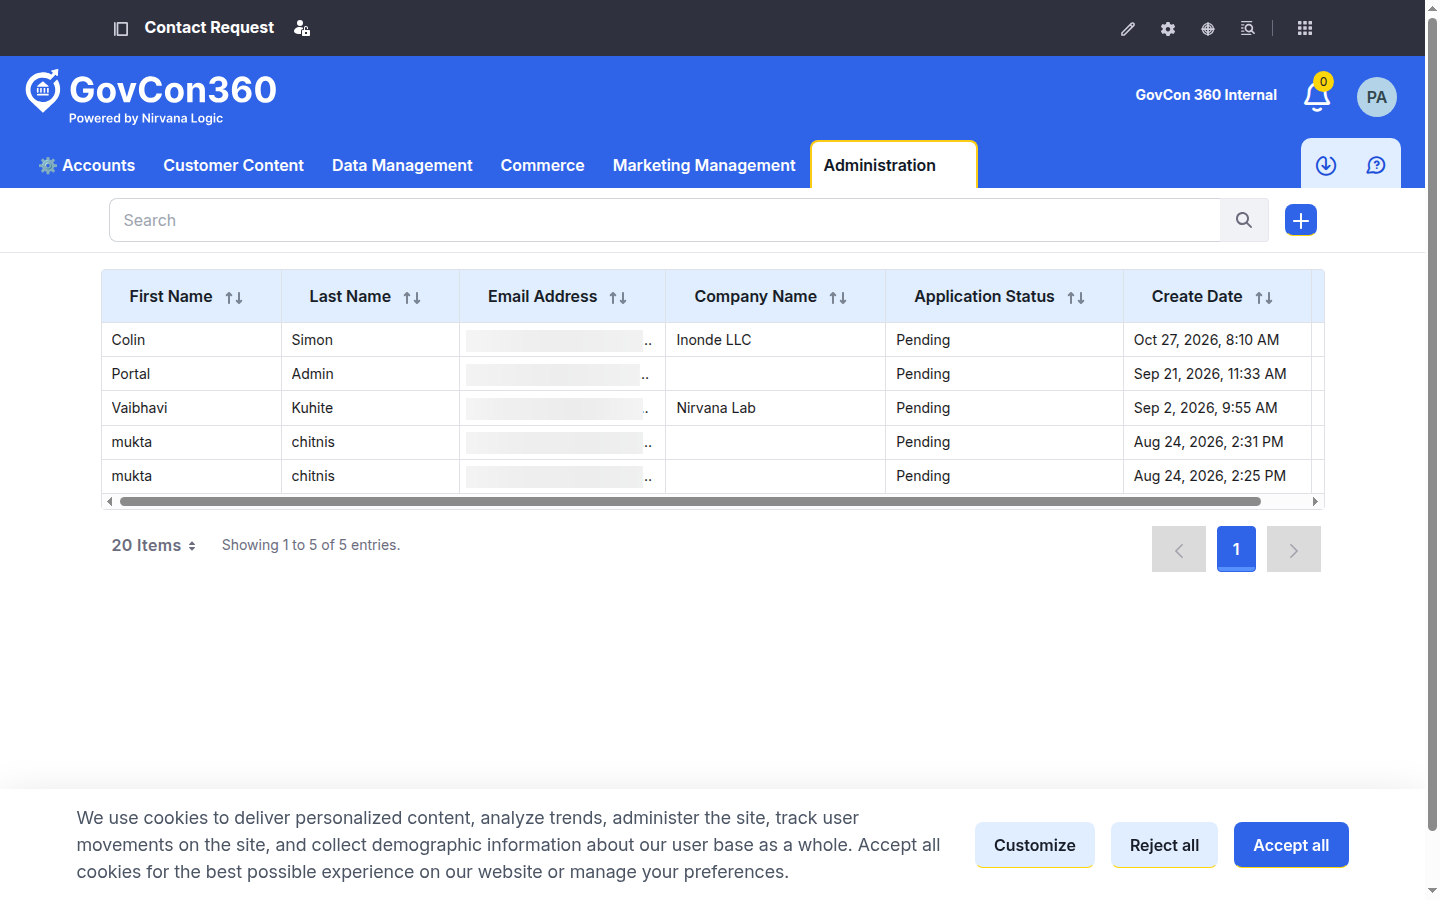 Contact Request
GovCon360
Powered by Nirvana Logic
GovCon 360 Internal
0
PA
Accounts Customer Content Data Management Commerce Marketing Management Administration
Search
First Name Last Name Email Address Company Name Application Status Create Date
Colin Simon .. Inonde LLC Pending Oct 27, 2026, 8:10 AM
Portal Admin .. Pending Sep 21, 2026, 11:33 AM
Vaibhavi Kuhite . Nirvana Lab Pending Sep 2, 2026, 9:55 AM
mukta chitnis .. Pending Aug 24, 2026, 2:31 PM
mukta chitnis .. Pending Aug 24, 2026, 2:25 PM
20 Items Showing 1 to 5 of 5 entries. 1
We use cookies to deliver personalized content, analyze trends, administer the site, track user
movements on the site, and collect demographic information about our user base as a whole. Accept all
cookies for the best possible experience on our website or manage your preferences.
Customize Reject all Accept all